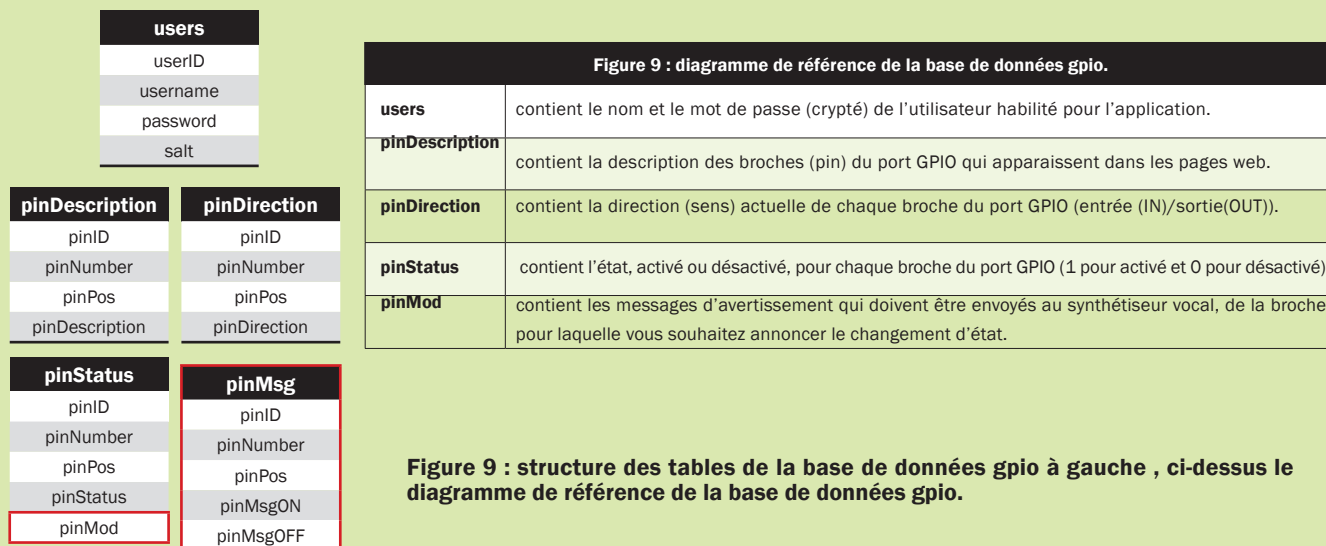 users
userID
username
password
salt
pinDescription
pinID
pinNumber
pinPos
pinDescription
pinDirection
pinID
pinNumber
pinPos
pinDirection
pinStatus
pinID
pinNumber
pinPos
pinStatus
pinMod
pinMsg
pinID
pinNumber
pinPos
pinMsgON
pinMsgOFF
Figure 9 : diagramme de référence de la base de données gpio.
users contient le nom et le mot de passe (crypté) de l'utilisateur habilité pour l'application.
pinDescription contient la description des broches (pin) du port GPIO qui apparaissent dans les pages web.
pinDirection contient la direction (sens) actuelle de chaque broche du port GPIO (entrée (IN)/sortie(OUT)).
pinStatus contient l'état, activé ou désactivé, pour chaque broche du port GPIO (1 pour activé et 0 pour désactivé)
pinMod contient les messages d'avertissement qui doivent être envoyés au synthétiseur vocal, de la broche
pour laquelle vous souhaitez annoncer le changement d'état.
Figure 9 : structure des tables de la base de données gpio à gauche , ci-dessus le
diagramme de référence de la base de données gpio.